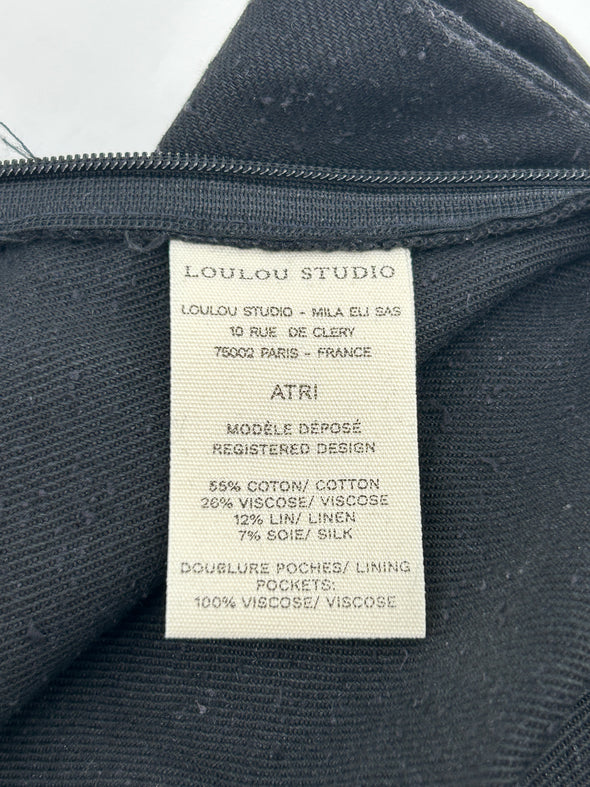 LOULOU STUDIO
LOULOU STUDIO - MILA ELI SAS
10 RUE DE CLERY
75002 PARIS - FRANCE
ATRI
MODÈLE DÉPOSÉ
REGISTERED DESIGN
55% COTON/ COTTON
26% VISCOSE/ VISCOSE
12% LIN/ LINEN
7% SOIE/ SILK
DOUBLURE POCHES/ LINING
POCKETS:
100% VISCOSE/ VISCOSE